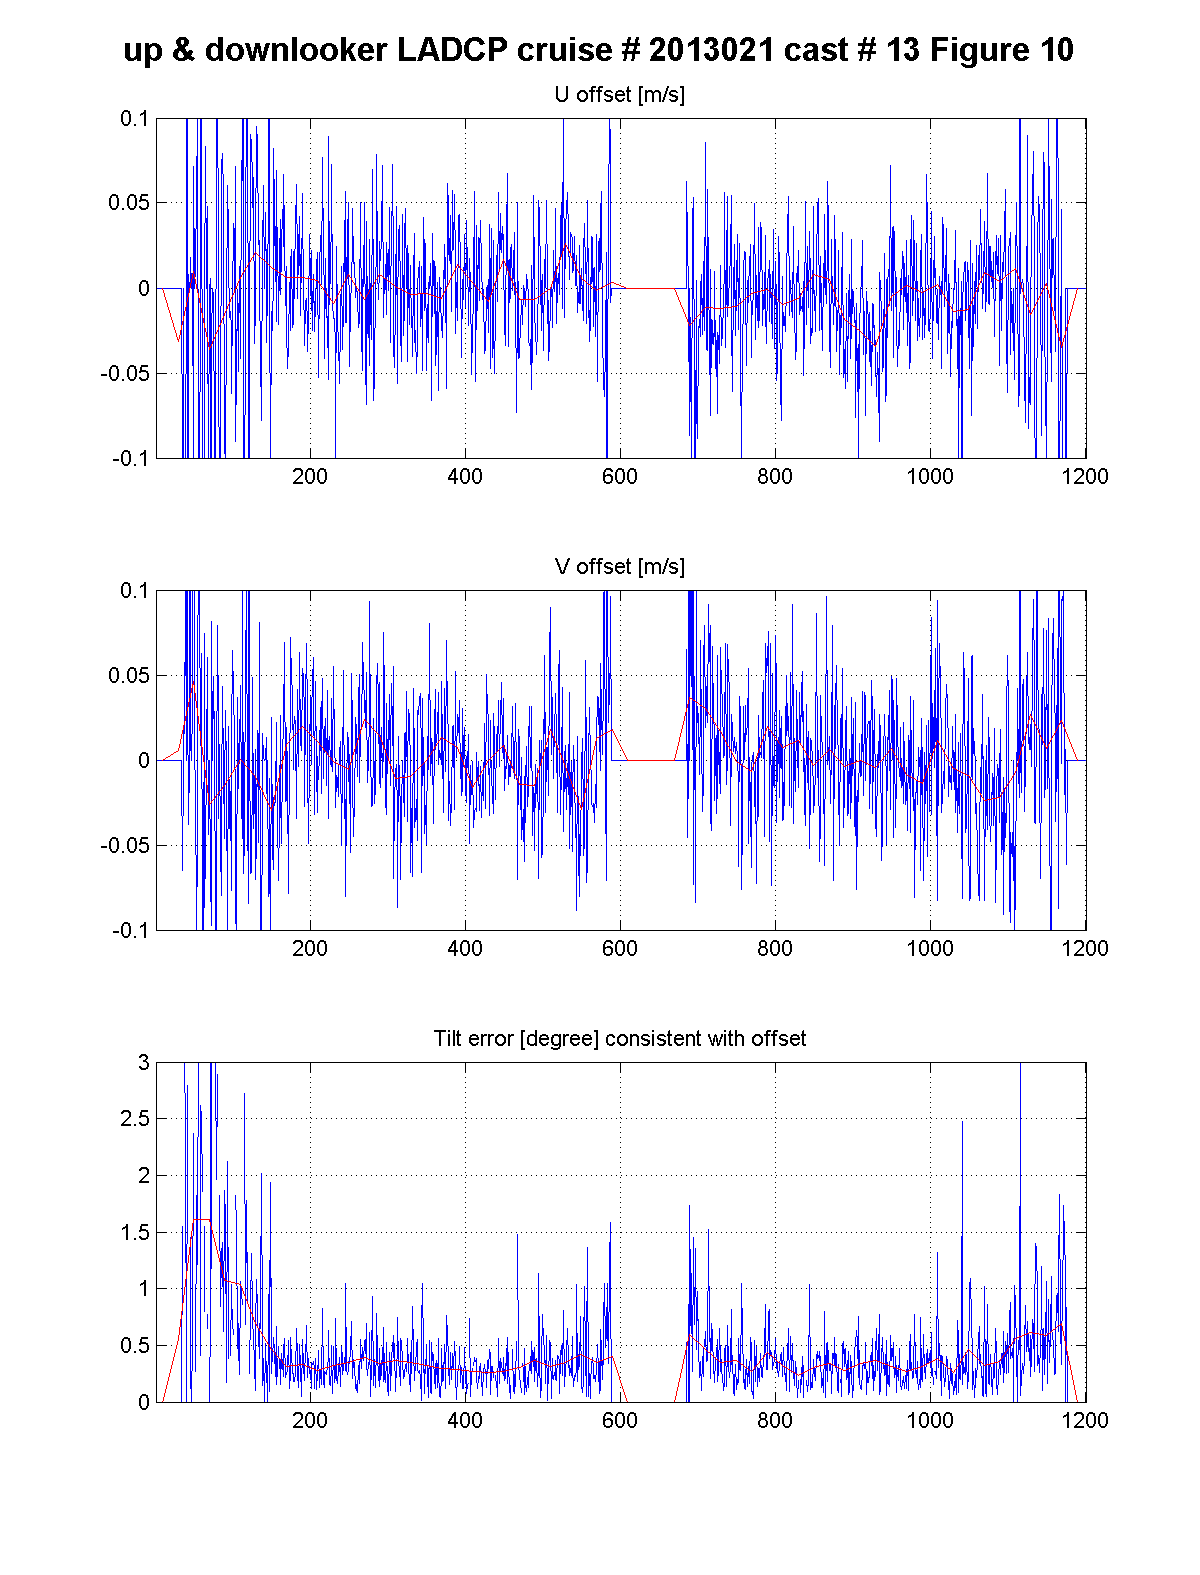 up & downlooker LADCP cruise # 2013021 cast # 13 Figure 10
U offset [m/s]
0.1
0.05
0
-0.05
-0.1
200 400 600 800 1000 1200
V offset [m/s]
0.1
0.05
0
-0.05
-0.1
200 400 600 800 1000 1200
Tilt error [degree] consistent with offset
3
2.5
2
1.5
1
0.5
0
200 400 600 800 1000 1200